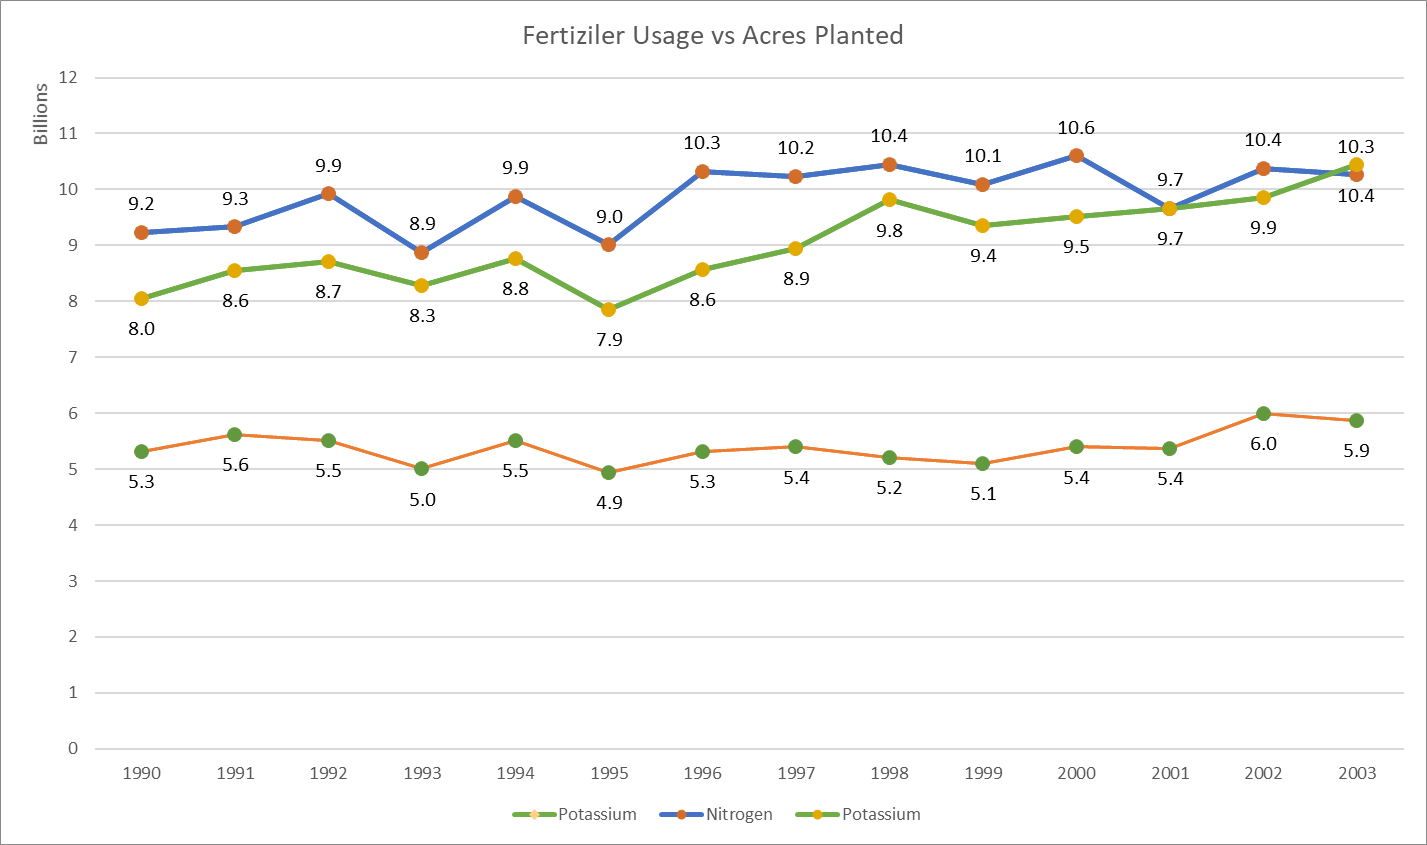 Fertiziler Usage vs Acres Planted
Billions
12
11
10
9
8
7
6
5
4
3
2
1
0
9.2 9.3 9.9 8.9 9.9 9.0 10.3 10.2 10.4 10.1 10.6 9.7 10.4 10.3
8.0 8.6 8.7 8.3 8.8 7.9 8.6 8.9 9.8 9.4 9.5 9.7 9.9 10.4
5.3 5.6 5.5 5.0 5.5 4.9 5.3 5.4 5.2 5.1 5.4 5.4 6.0 5.9
1990 1991 1992 1993 1994 1995 1996 1997 1998 1999 2000 2001 2002 2003
Potassium Nitrogen Potassium